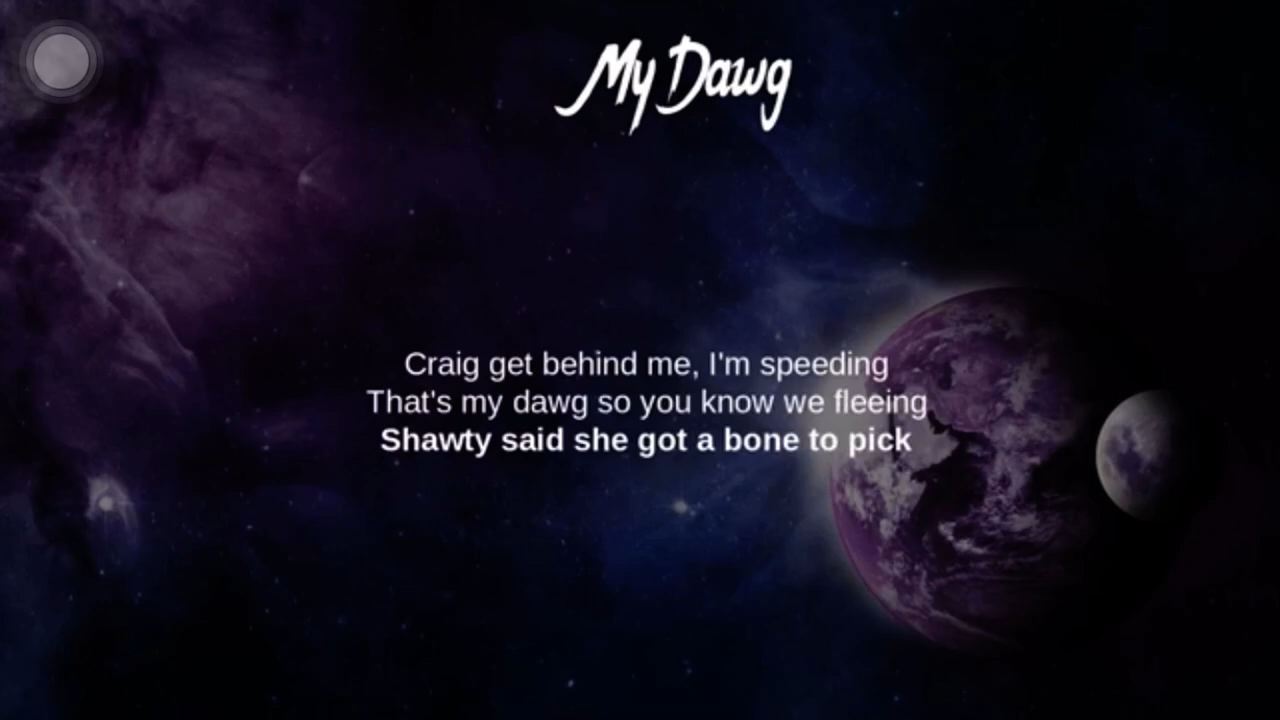 My Dawg
Craig get behind me, I'm speeding
That's my dawg so you know we fleeing
Shawty said she got a bone to pick